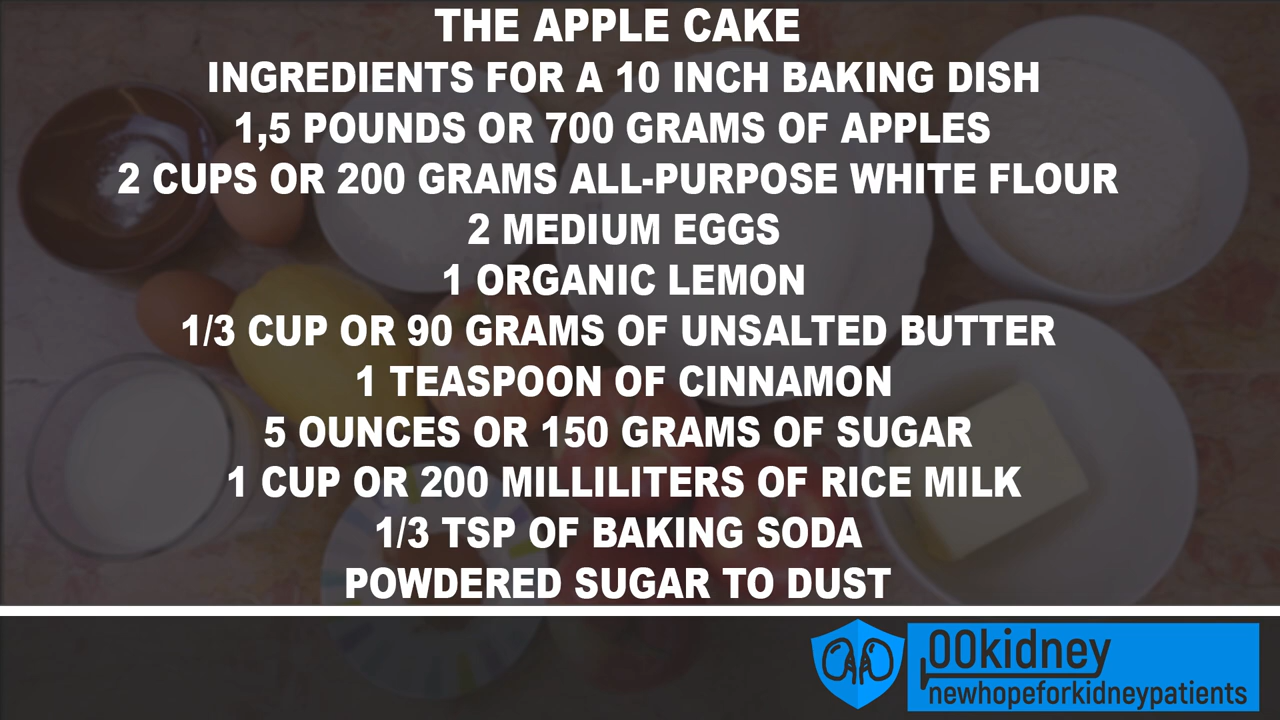 THE APPLE CAKE
INGREDIENTS FOR A 10 INCH BAKING DISH
1,5 POUNDS OR 700 GRAMS OF APPLES
2 CUPS OR 200 GRAMS ALL-PURPOSE WHITE FLOUR
2 MEDIUM EGGS
1 ORGANIC LEMON
1/3 CUP OR 90 GRAMS OF UNSALTED BUTTER
1 TEASPOON OF CINNAMON
5 OUNCES OR 150 GRAMS OF SUGAR
1 CUP OR 200 MILLILITERS OF RICE MILK
1/3 TSP OF BAKING SODA
POWDERED SUGAR TO DUST
00kidney
newhopeforkidneypatients